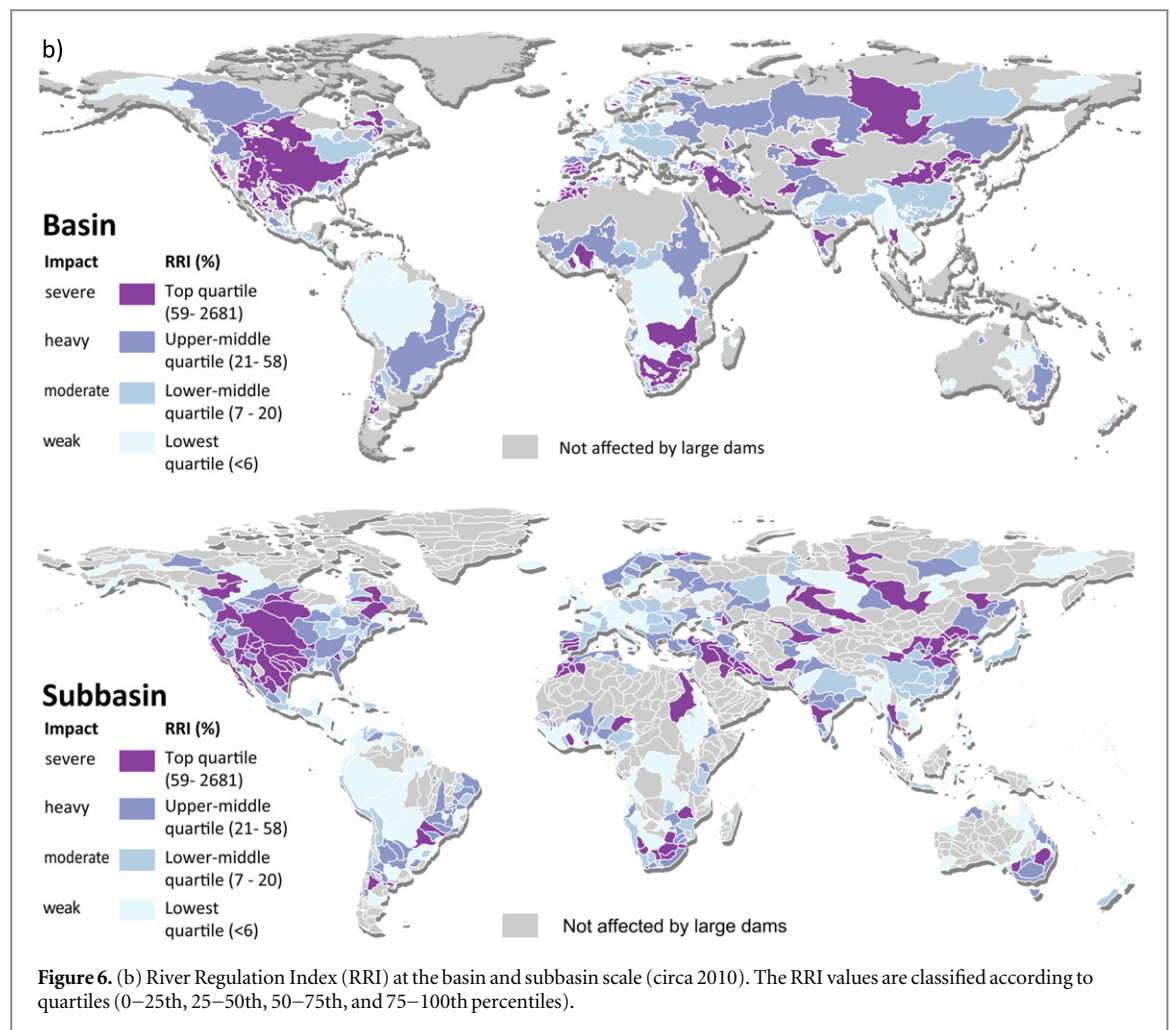 b)
Basin
Impact RRI (%)
severe Top quartile
(59- 2681)
heavy Upper-middle
quartile (21- 58)
moderate Lower-middle
quartile (7 - 20)
weak Lowest
quartile (<6)
Not affected by large dams
Subbasin
Impact RRI (%)
severe Top quartile
(59- 2681)
heavy Upper-middle
quartile (21- 58)
moderate Lower-middle
quartile (7 - 20)
weak Lowest
quartile (<6)
Not affected by large dams
Figure 6. (b) River Regulation Index (RRI) at the basin and subbasin scale (circa 2010). The RRI values are classified according to
quartiles (0−25th, 25−50th, 50−75th, and 75−100th percentiles).